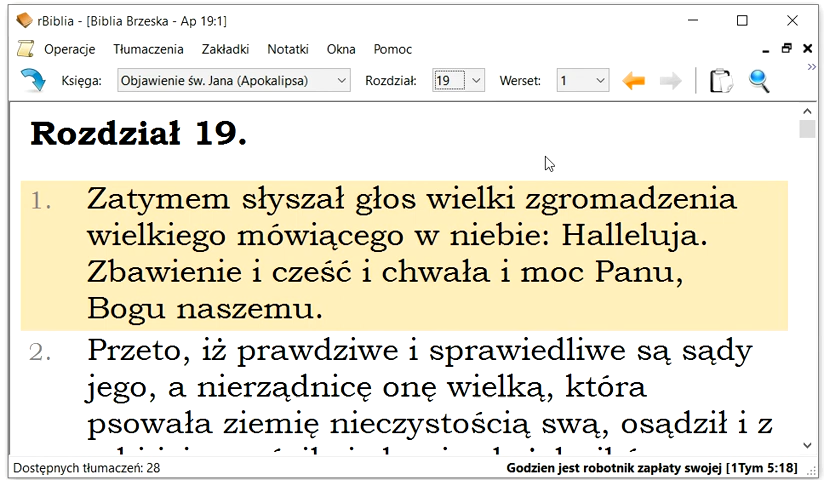 rBiblia - [Biblia Brzeska - Ap 19:1]
Operacje Tłumaczenia Zakładki Notatki Okna Pomoc
Księga: Objawienie św. Jana (Apokalipsa) Rozdział: 19 Werset: 1
Rozdział 19.
1. Zatymem słyszał głos wielki zgromadzenia
wielkiego mówiącego w niebie: Halleluja.
Zbawienie i cześć i chwała i moc Panu,
Bogu naszemu.
2. Przeto, iż prawdziwe i sprawiedliwe są sądy
jego, a nierządnicę onę wielką, która
psowała ziemię nieczystością swą, osądził i z
Dostępnych tłumaczeń: 28 Godzien jest robotnik zapłaty swojej [1Tym 5:18]